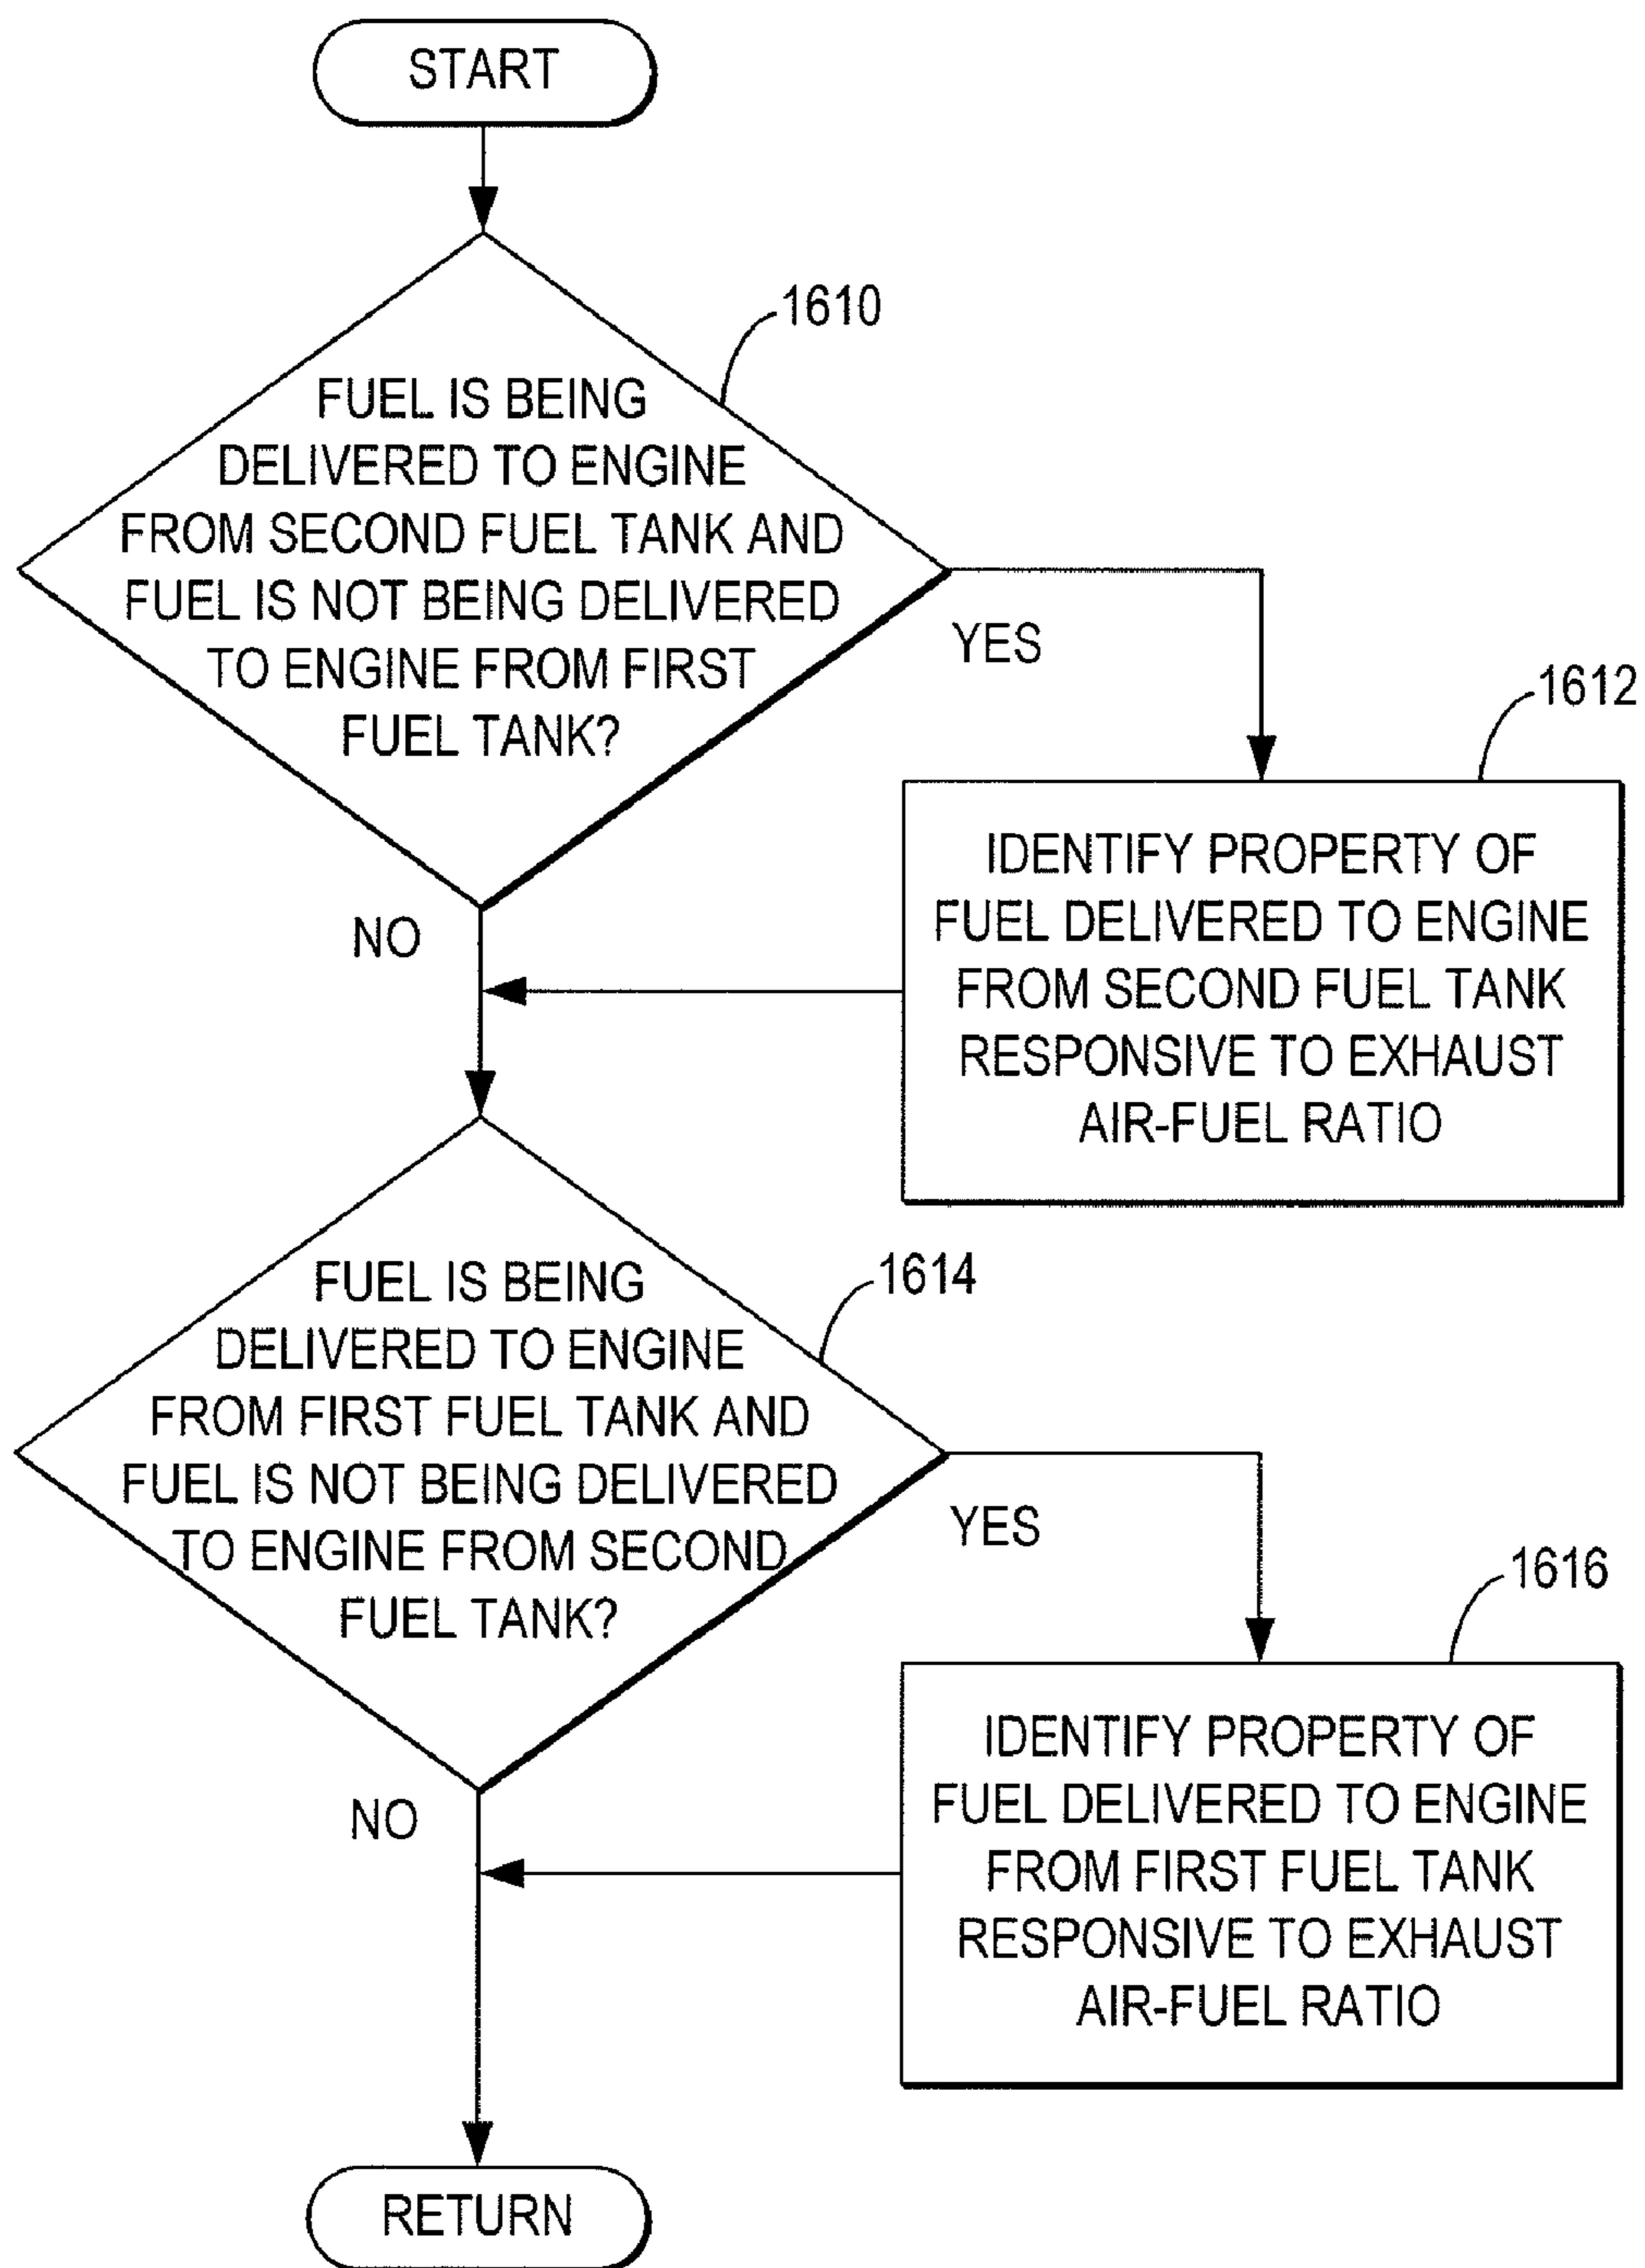 START
1610
FUEL IS BEING
DELIVERED TO ENGINE
FROM SECOND FUEL TANK AND
FUEL IS NOT BEING DELIVERED
TO ENGINE FROM FIRST
FUEL TANK?
YES
NO
1612
IDENTIFY PROPERTY OF
FUEL DELIVERED TO ENGINE
FROM SECOND FUEL TANK
RESPONSIVE TO EXHAUST
AIR-FUEL RATIO
1614
FUEL IS BEING
DELIVERED TO ENGINE
FROM FIRST FUEL TANK AND
FUEL IS NOT BEING DELIVERED
TO ENGINE FROM SECOND
FUEL TANK?
YES
NO
1616
IDENTIFY PROPERTY OF
FUEL DELIVERED TO ENGINE
FROM FIRST FUEL TANK
RESPONSIVE TO EXHAUST
AIR-FUEL RATIO
RETURN